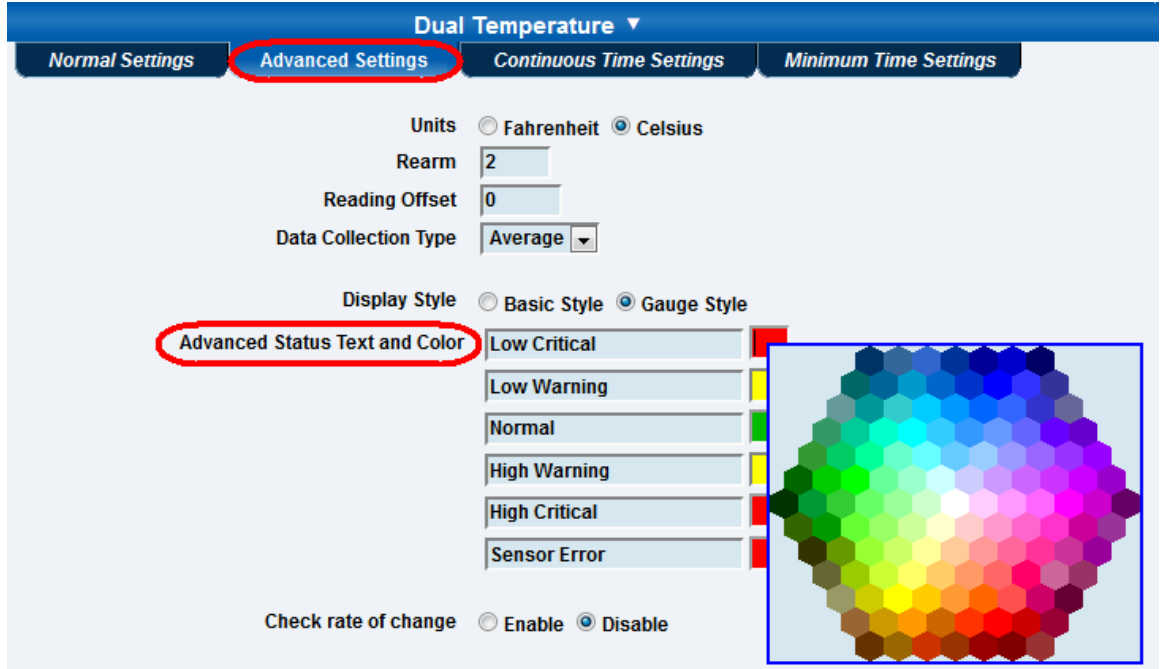 Dual Temperature ▼
Normal Settings Advanced Settings Continuous Time Settings Minimum Time Settings
Units Fahrenheit Celsius
Rearm 2
Reading Offset 0
Data Collection Type Average
Display Style Basic Style Gauge Style
Advanced Status Text and Color Low Critical
Low Warning
Normal
High Warning
High Critical
Sensor Error
Check rate of change Enable Disable